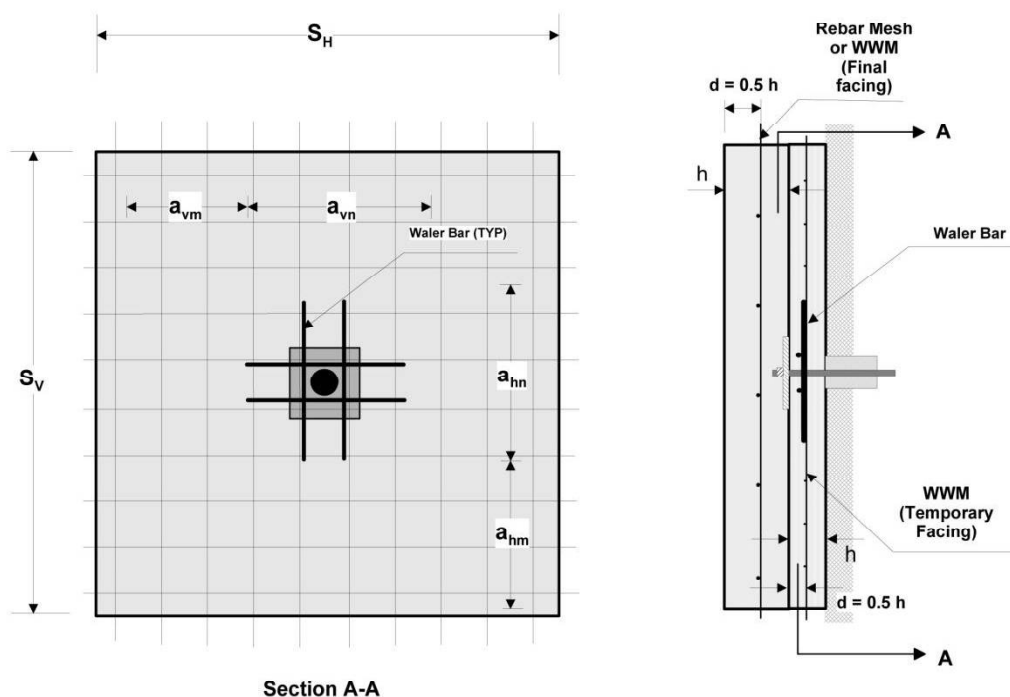 S_H
a_vm
a_vn
Waler Bar (TYP)
a_hn
S_V
a_hm
Section A-A
Rebar Mesh
or WWM
(Final
facing)
d = 0.5 h
A
h
Waler Bar
WWM
(Temporary
Facing)
h
d = 0.5 h
A